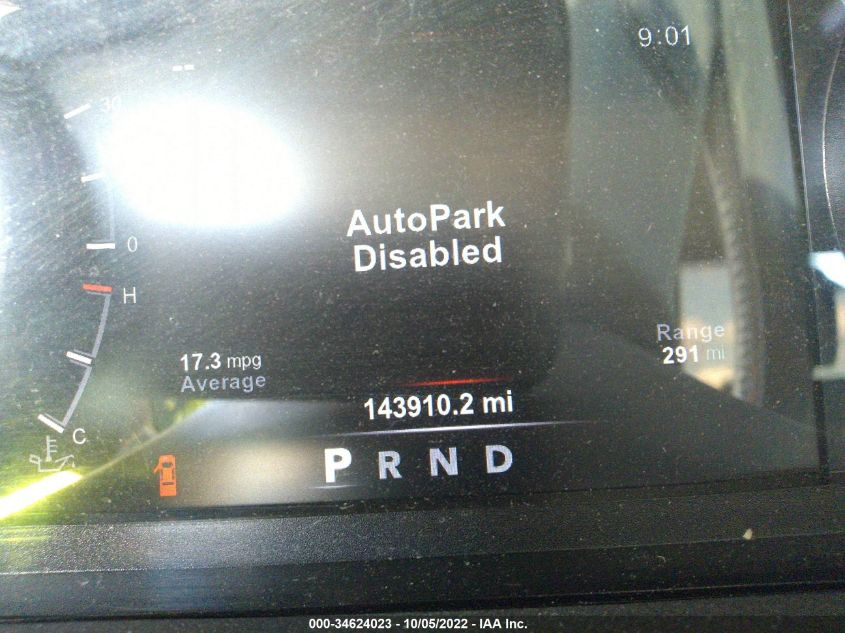 9:01
30
0
H
AutoPark
Disabled
17.3 mpg
Average
Range
291 mi
143910.2 mi
C
P R N D
000-34624023 - 10/05/2022 - IAA Inc.